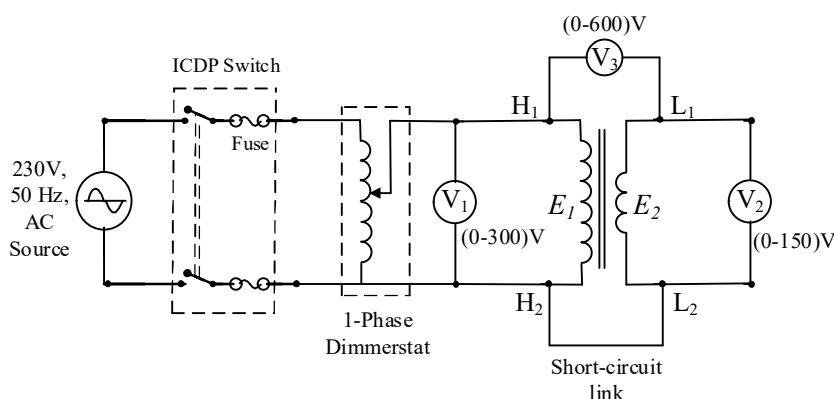 (0-600)V
V3
ICDP Switch
H1
L1
Fuse
230V,
50 Hz,
AC
Source
V1
(0-300)V
E1
E2
V2
(0-150)V
H2
L2
1-Phase
Dimmerstat
Short-circuit
link